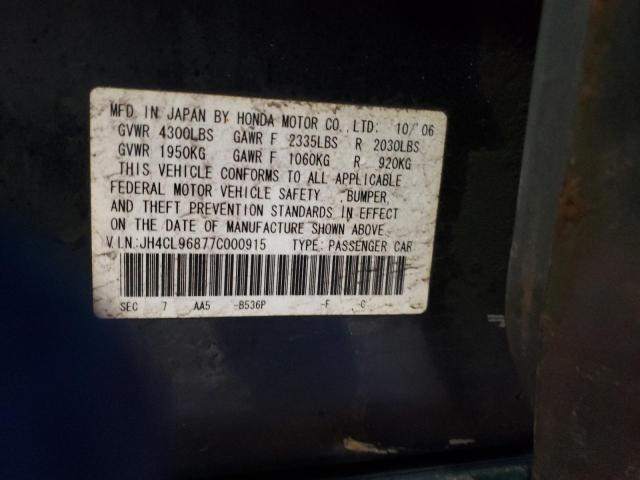 MFD. IN JAPAN BY HONDA MOTOR CO.,LTD. 10/'06
GVWR 4300LBS GAWR F 2335LBS R 2030LBS
GVWR 1950KG GAWR F 1060KG R 920KG
THIS VEHICLE CONFORMS TO ALL APPLICABLE
FEDERAL MOTOR VEHICLE SAFETY ,BUMPER,
AND THEFT PREVENTION STANDARDS IN EFFECT
ON THE DATE OF MANUFACTURE SHOWN ABOVE.
V.I.N.:JH4CL96877C000915 TYPE: PASSENGER CAR
SEC 7 AA5 -B536P -F -C